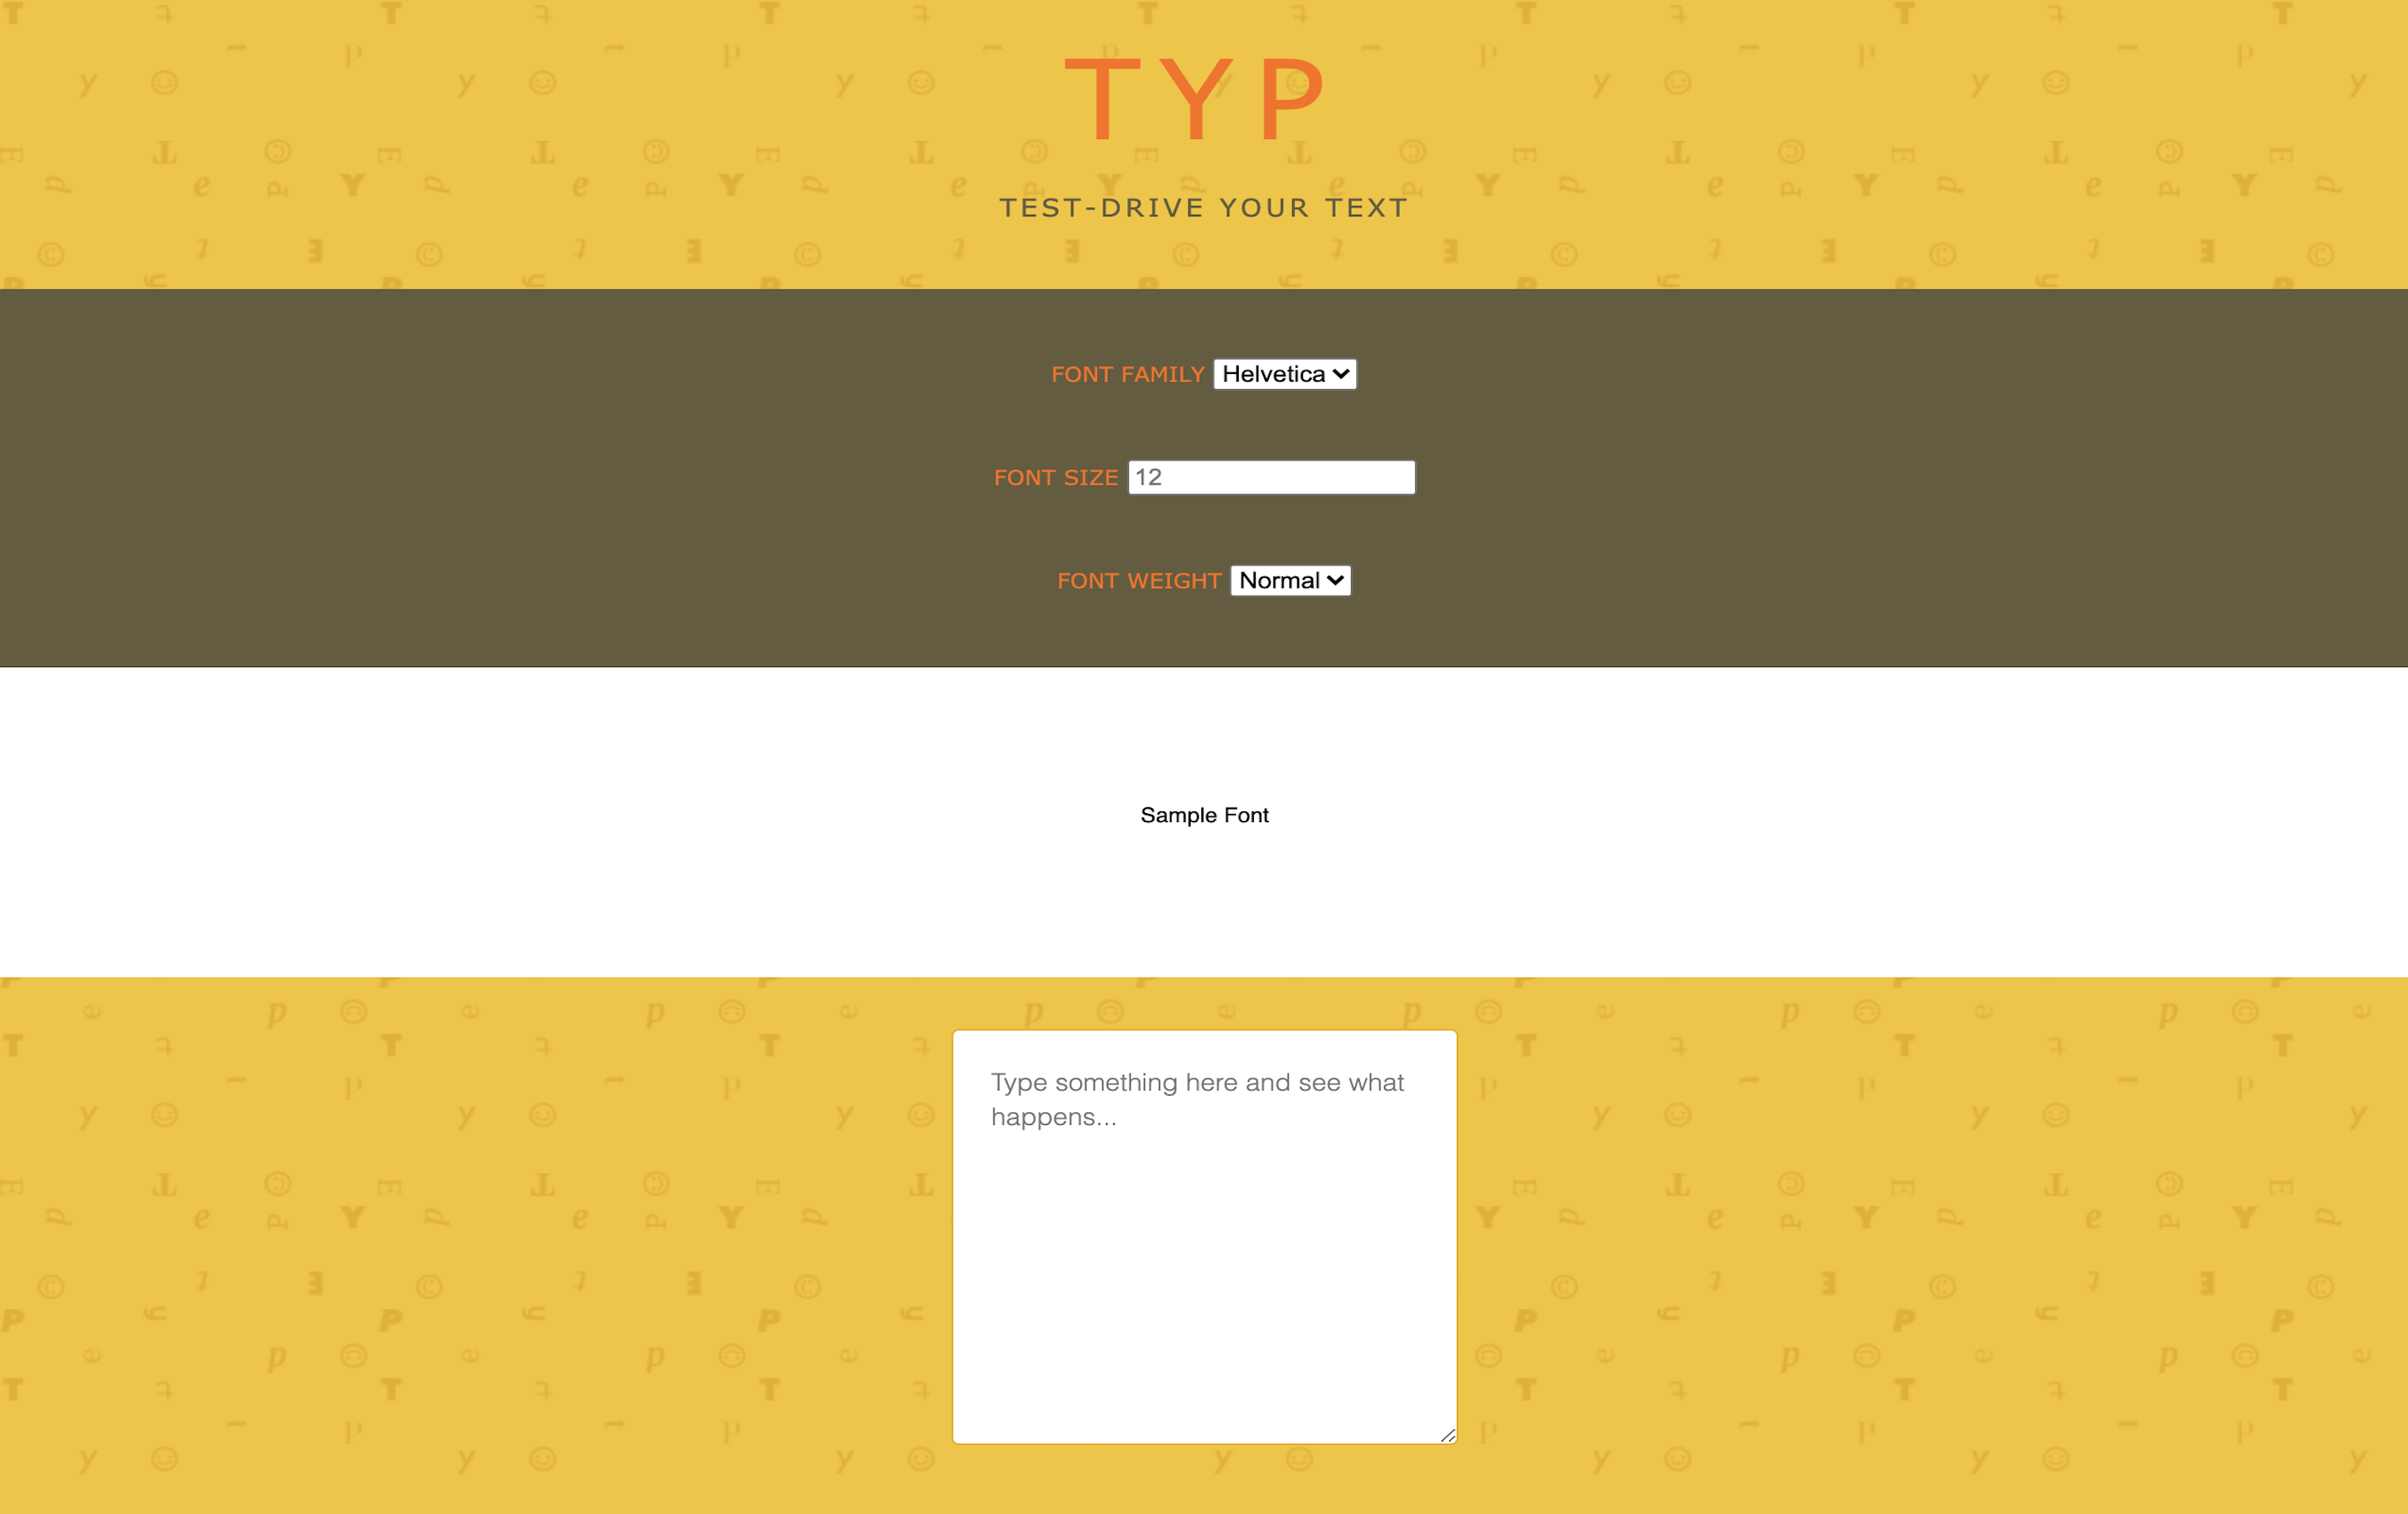 TYP
TEST-DRIVE YOUR TEXT
FONT FAMILY Helvetica
FONT SIZE 12
FONT WEIGHT Normal
Sample Font
Type something here and see what
happens...